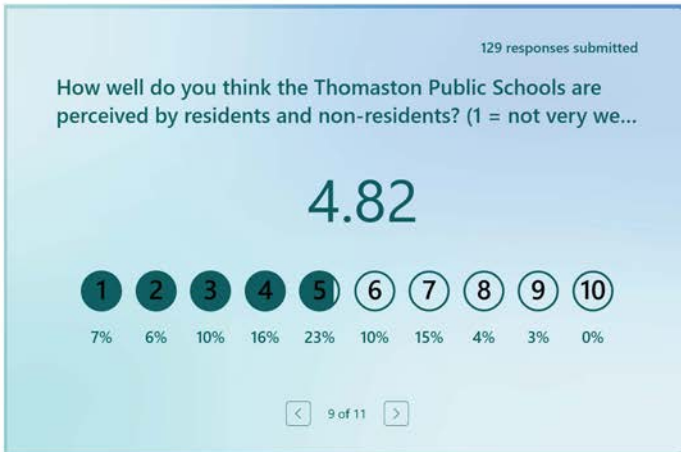 129 responses submitted
How well do you think the Thomaston Public Schools are
perceived by residents and non-residents? (1 = not very we...
4.82
1 2 3 4 5 6 7 8 9 10
7% 6% 10% 16% 23% 10% 15% 4% 3% 0%
< 9 of 11 >